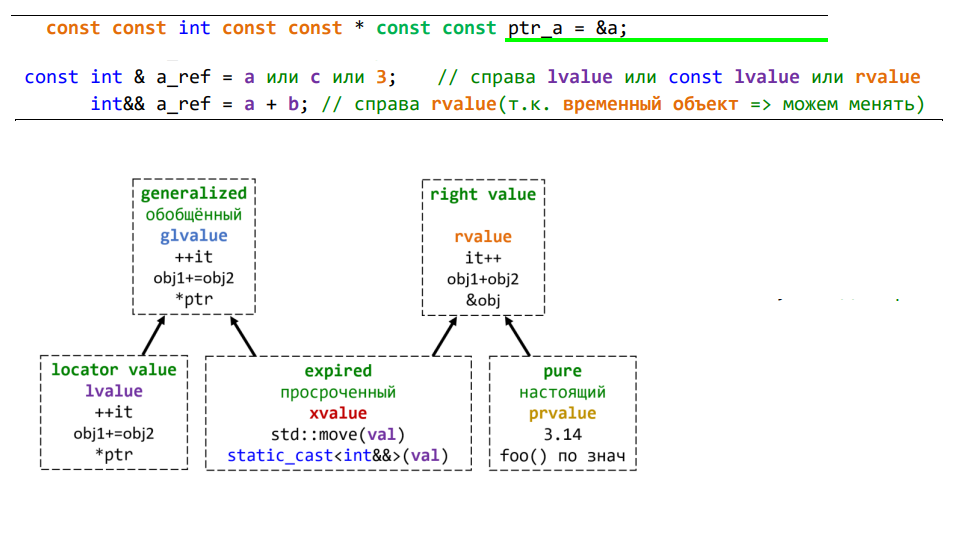 const const int const const * const const ptr_a = &a;
const int & a_ref = a или c или 3; // справа lvalue или const lvalue или rvalue
int&& a_ref = a + b; // справа rvalue(т.к. временный объект => можем менять)
generalized
обобщённый
glvalue
++it
obj1+=obj2
*ptr
right value
rvalue
it++
obj1+obj2
&obj
locator value
lvalue
++it
obj1+=obj2
*ptr
expired
просроченный
xvalue
std::move(val)
static_cast<int&&>(val)
pure
настоящий
prvalue
3.14
foo() по знач